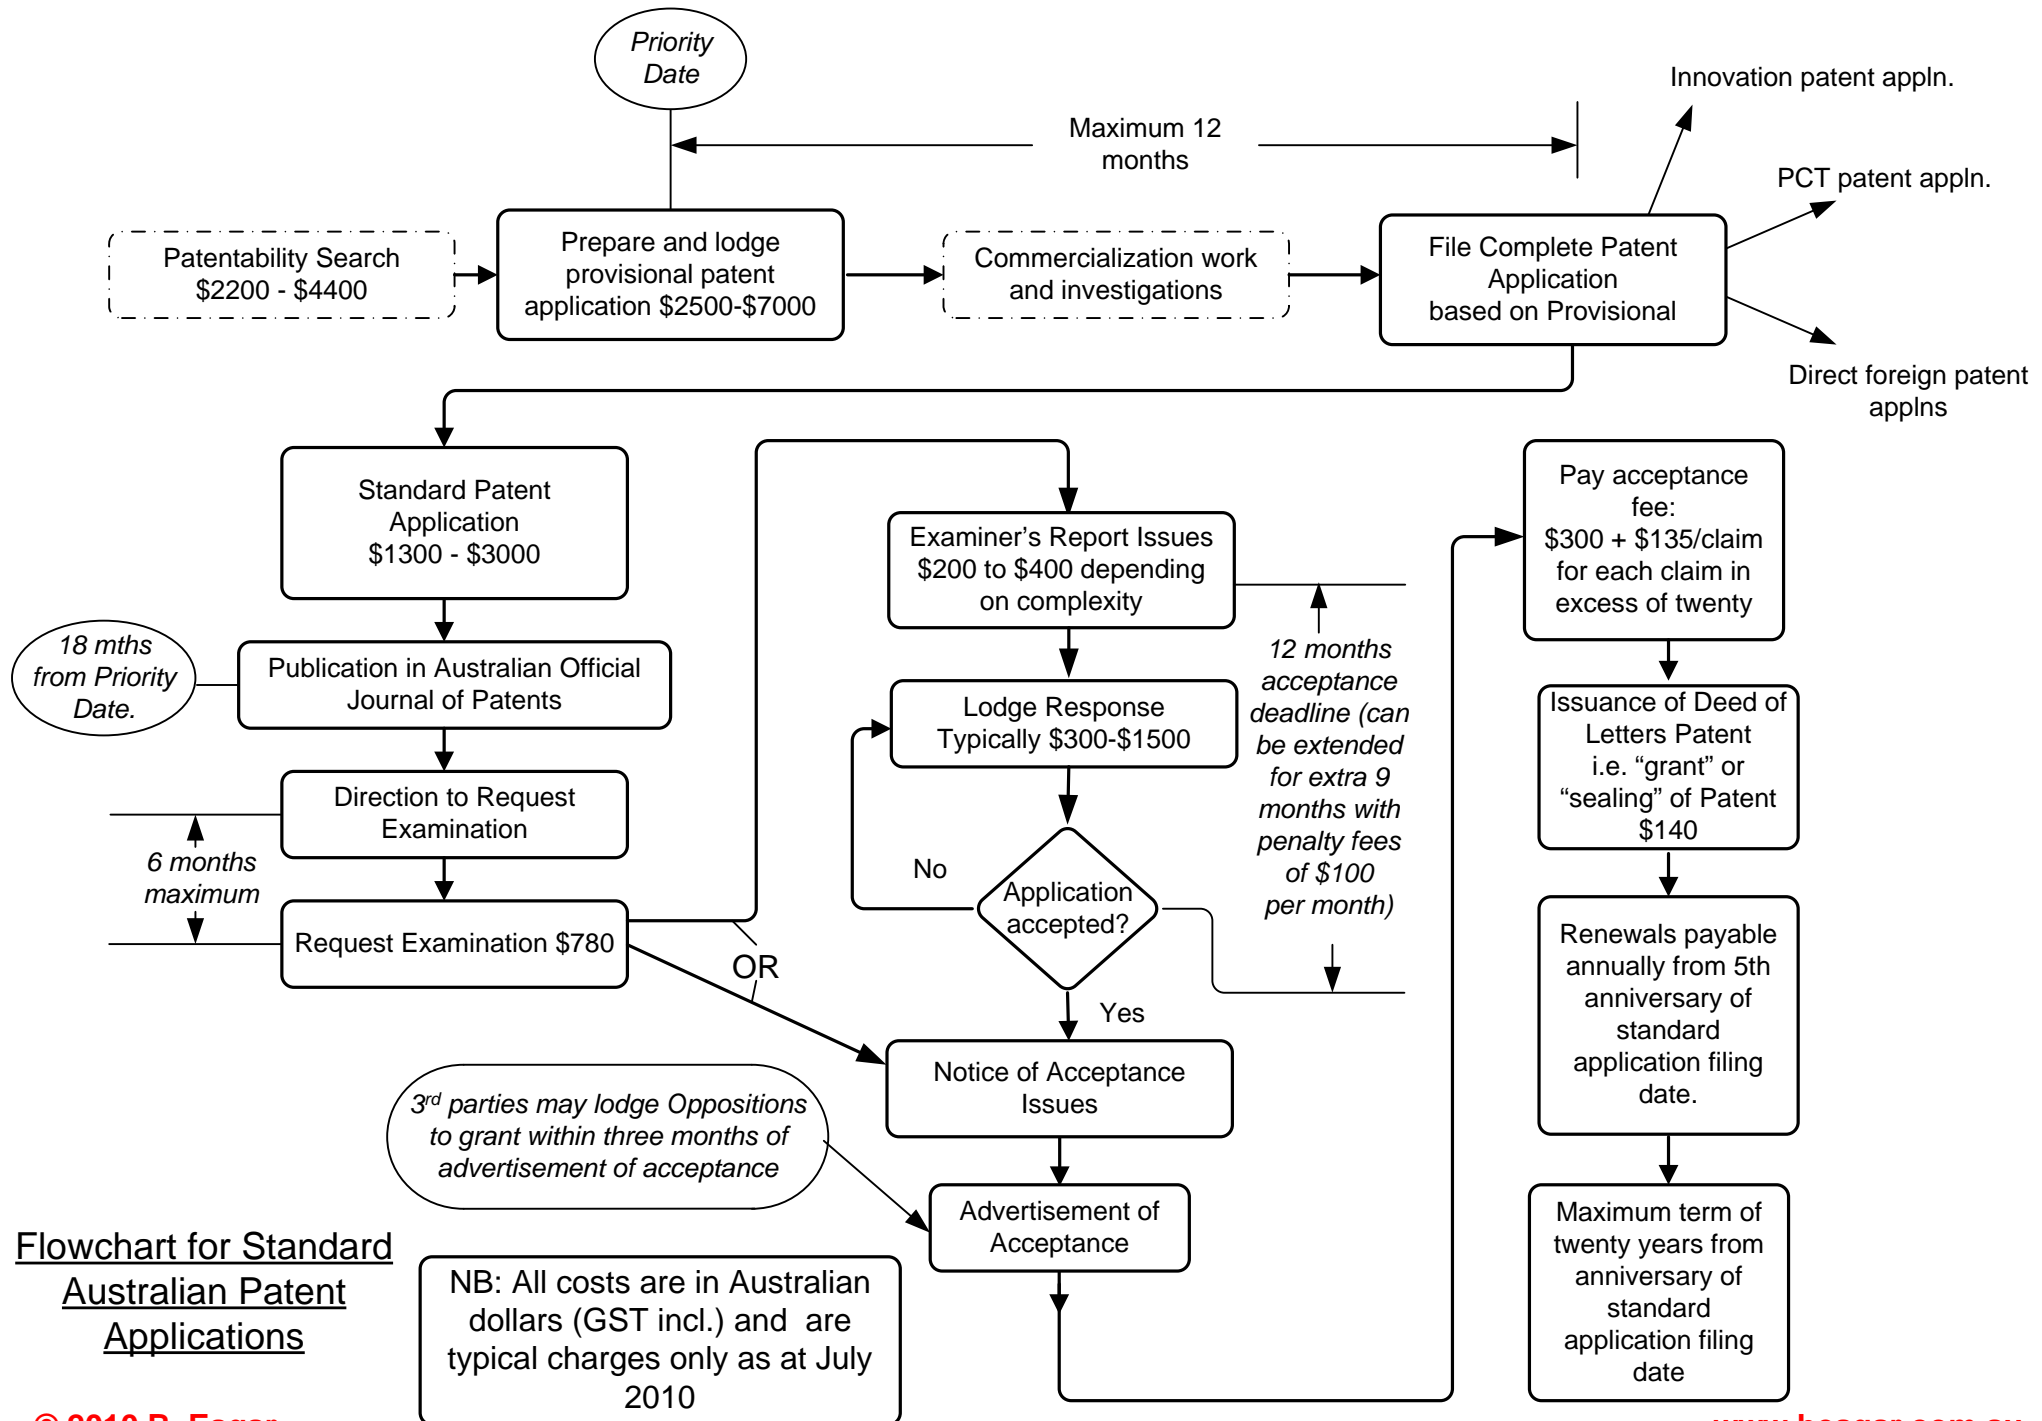 Priority
Date
Maximum 12
months
Innovation patent appln.
PCT patent appln.
Direct foreign patent
applns
Patentability Search
$2200 - $4400
Prepare and lodge
provisional patent
application $2500-$7000
Commercialization work
and investigations
File Complete Patent
Application
based on Provisional
Standard Patent
Application
$1300 - $3000
18 mths
from Priority
Date.
Publication in Australian Official
Journal of Patents
Direction to Request
Examination
6 months
maximum
Request Examination $780
OR
Examiner’s Report Issues
$200 to $400 depending
on complexity
Lodge Response
Typically $300-$1500
No
Application
accepted?
Yes
12 months
acceptance
deadline (can
be extended
for extra 9
months with
penalty fees
of $100
per month)
Notice of Acceptance
Issues
3rd parties may lodge Oppositions
to grant within three months of
advertisement of acceptance
Advertisement of
Acceptance
Pay acceptance
fee:
$300 + $135/claim
for each claim in
excess of twenty
Issuance of Deed of
Letters Patent
i.e. “grant” or
“sealing” of Patent
$140
Renewals payable
annually from 5th
anniversary of
standard
application filing
date.
Maximum term of
twenty years from
anniversary of
standard
application filing
date
Flowchart for Standard
Australian Patent
Applications
NB: All costs are in Australian
dollars (GST incl.) and are
typical charges only as at July
2010
© 2010 B. Eagar